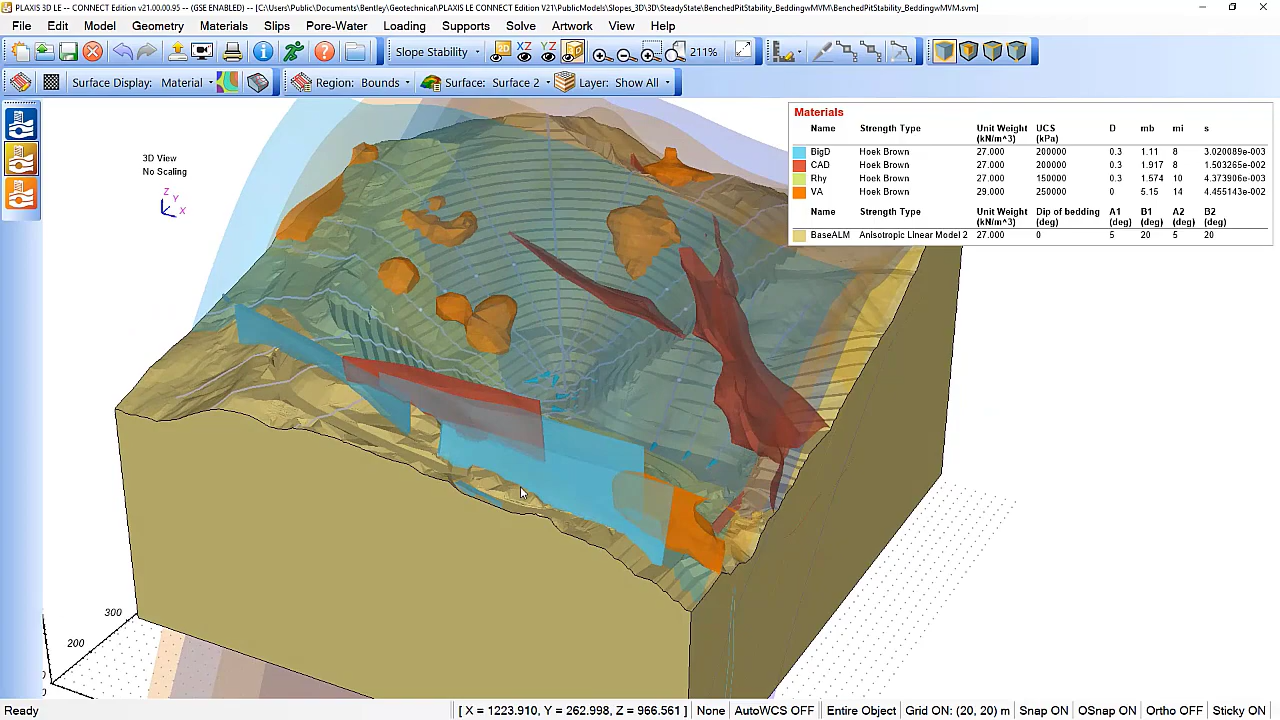 PLAXIS 3D LE -- CONNECT Edition v21.00.00.95 -- (GSE ENABLED) -- [C:\Users\Public\Documents\Bentley\Geotechnical\PLAXIS LE CONNECT Edition V21\PublicModels\Slopes_3D\3D\SteadyState\BenchedPitStability_BeddingwMVM\BenchedPitStability_BeddingwMVM.svm]
File Edit Model Geometry Materials Slips Pore-Water Loading Supports Solve Artwork View Help
Slope Stability 2D XZ YZ 211%
Surface Display: Material Region: Bounds Surface: Surface 2 Layer: Show All
3D View
No Scaling
Z
Y
X
Materials
Name Strength Type Unit Weight (kN/m^3) UCS (kPa) D mb mi s
BigD Hoek Brown 27.000 200000 0.3 1.11 8 3.020089e-003
CAD Hoek Brown 27.000 200000 0.3 1.917 8 1.503265e-002
Rhy Hoek Brown 27.000 150000 0.3 1.574 10 4.373906e-003
VA Hoek Brown 29.000 250000 0 5.15 14 4.455143e-002
Name Strength Type Unit Weight (kN/m^3) Dip of bedding (deg) A1 (deg) B1 (deg) A2 (deg) B2 (deg)
BaseALM Anisotropic Linear Model 2 27.000 0 5 20 5 20
300
200
Ready [ X = 1223.910, Y = 262.998, Z = 966.561 ] None AutoWCS OFF Entire Object Grid ON: (20, 20) m Snap ON OSnap ON Ortho OFF Sticky ON